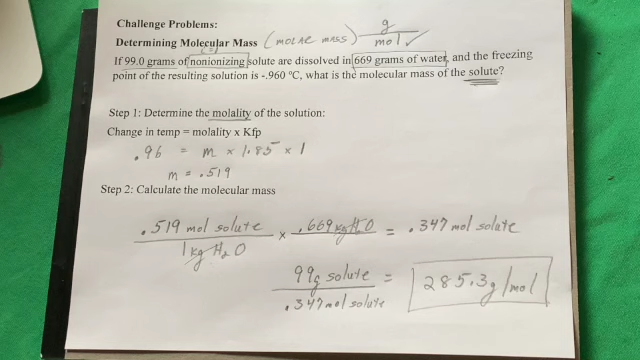 Challenge Problems:
Determining Molecular Mass (MOLAR MASS) g/mol ✓
(i=1)
If 99.0 grams of nonionizing solute are dissolved in 669 grams of water, and the freezing
point of the resulting solution is -.960 ºC, what is the molecular mass of the solute?
Step 1: Determine the molality of the solution:
Change in temp = molality x Kfp
.96 = m x 1.85 x 1
m = .519
Step 2: Calculate the molecular mass
.519 mol solute / 1 kg H2O x .669 kg H2O = .347 mol solute
99g solute / .347 mol solute = 285.3 g/mol